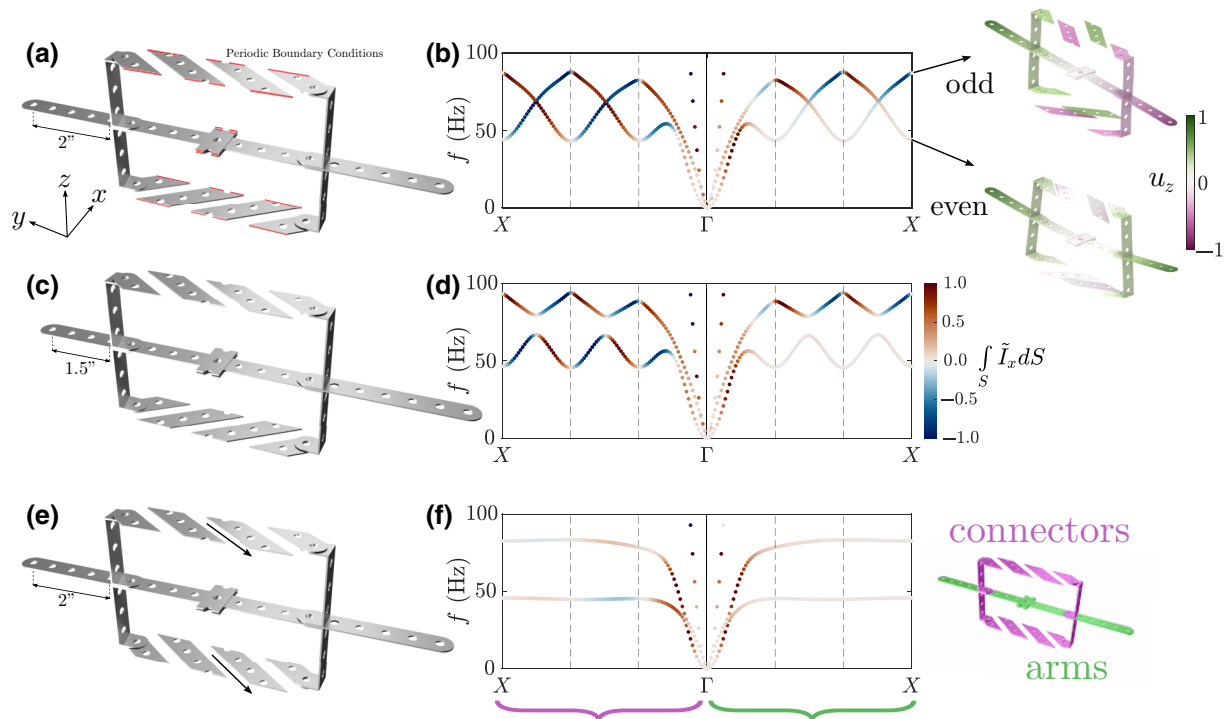 (a)
Periodic Boundary Conditions
2”
z
x
y
(b)
100
50
0
f (Hz)
X
Γ
X
odd
even
1
u_z
−1
(c)
1.5”
(d)
100
50
0
f (Hz)
X
Γ
X
1.0
0.5
0.0
−0.5
−1.0
∫_S Ĩ_x dS
(e)
2”
(f)
100
50
0
f (Hz)
X
Γ
X
connectors
arms